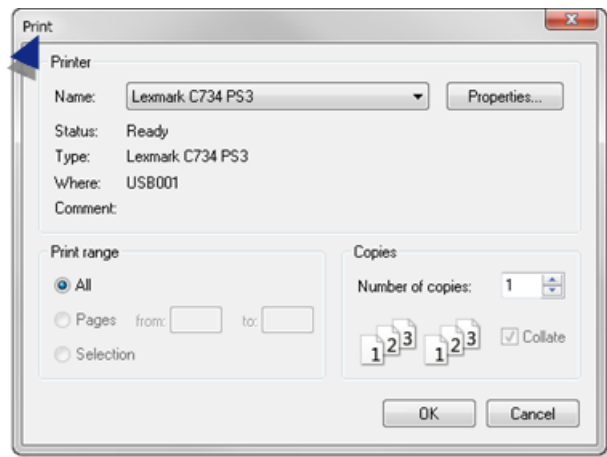 Print
Printer
Name: Lexmark C734 PS3 Properties...
Status: Ready
Type: Lexmark C734 PS3
Where: USB001
Comment:
Print range
All
Pages from: to:
Selection
Copies
Number of copies: 1
1 2 3 1 2 3 Collate
OK Cancel